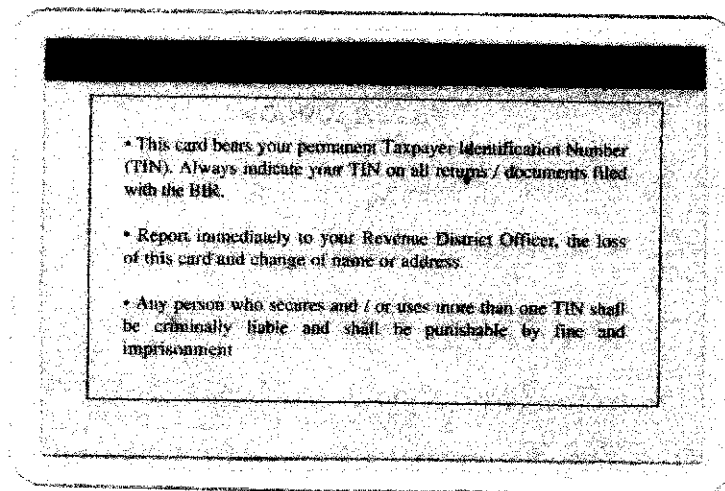 • This card bears your permanent Taxpayer Identification Number
(TIN). Always indicate your TIN on all returns / documents filed
with the BIR.
• Report immediately to your Revenue District Officer, the loss
of this card and change of name or address.
• Any person who secures and / or uses more than one TIN shall
be criminally liable and shall be punishable by fine and
imprisonment